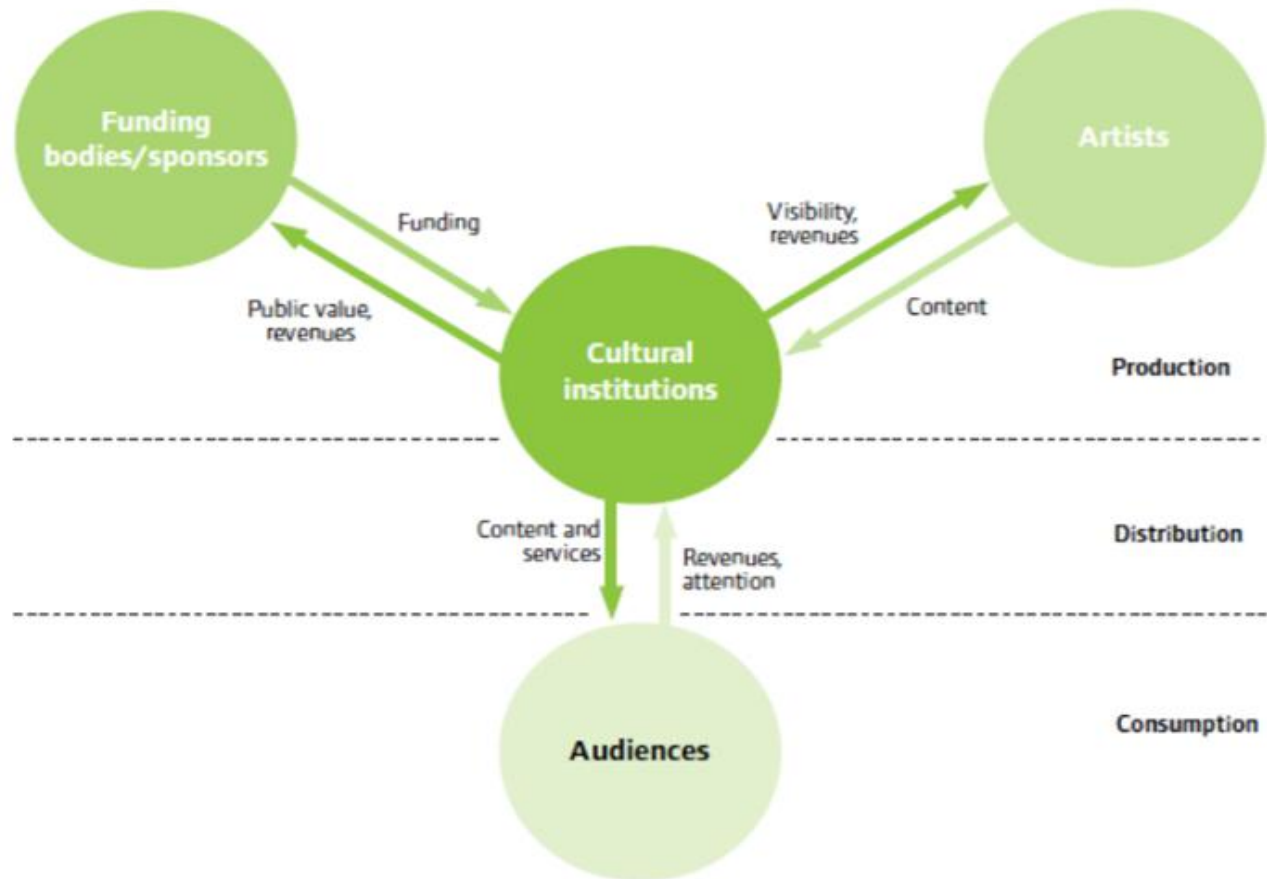 Funding
bodies/sponsors
Artists
Funding
Visibility,
revenues
Public value,
revenues
Content
Cultural
institutions
Production
Content and
services
Revenues,
attention
Distribution
Audiences
Consumption